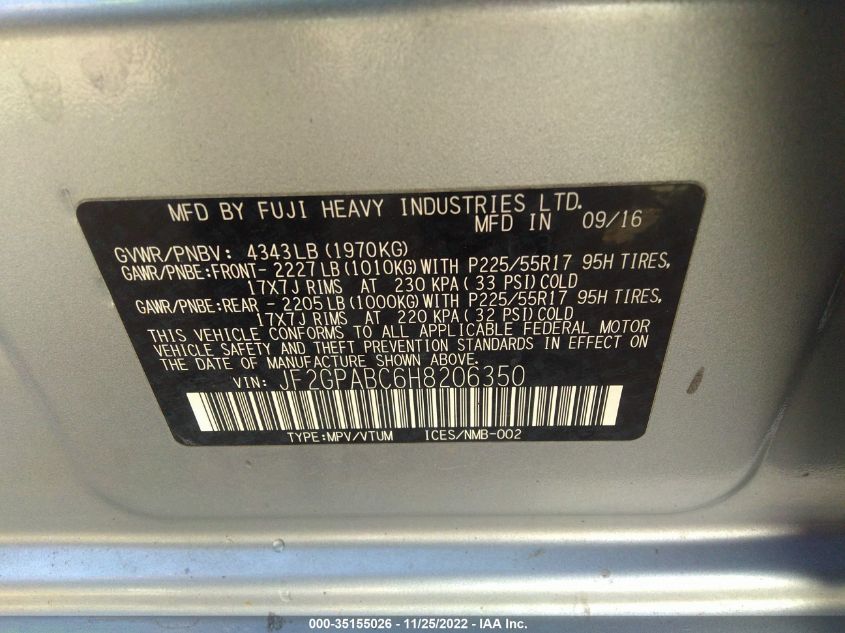 MFD BY FUJI HEAVY INDUSTRIES LTD.
MFD IN 09/16
GVWR/PNBV: 4343LB (1970KG)
GAWR/PNBE:FRONT- 2227LB (1010KG) WITH P225/55R17 95H TIRES,
17X7J RIMS AT 230 KPA( 33 PSI) COLD
GAWR/PNBE:REAR - 2205LB (1000KG) WITH P225/55R17 95H TIRES,
17X7J RIMS AT 220 KPA( 32 PSI) COLD
THIS VEHICLE CONFORMS TO ALL APPLICABLE FEDERAL MOTOR
VEHICLE SAFETY AND THEFT PREVENTION STANDARDS IN EFFECT ON
THE DATE OF MANUFACTURE SHOWN ABOVE.
VIN: JF2GPABC6H8206350
TYPE:MPV/VTUM ICES/NMB-002
000-35155026 - 11/25/2022 - IAA Inc.